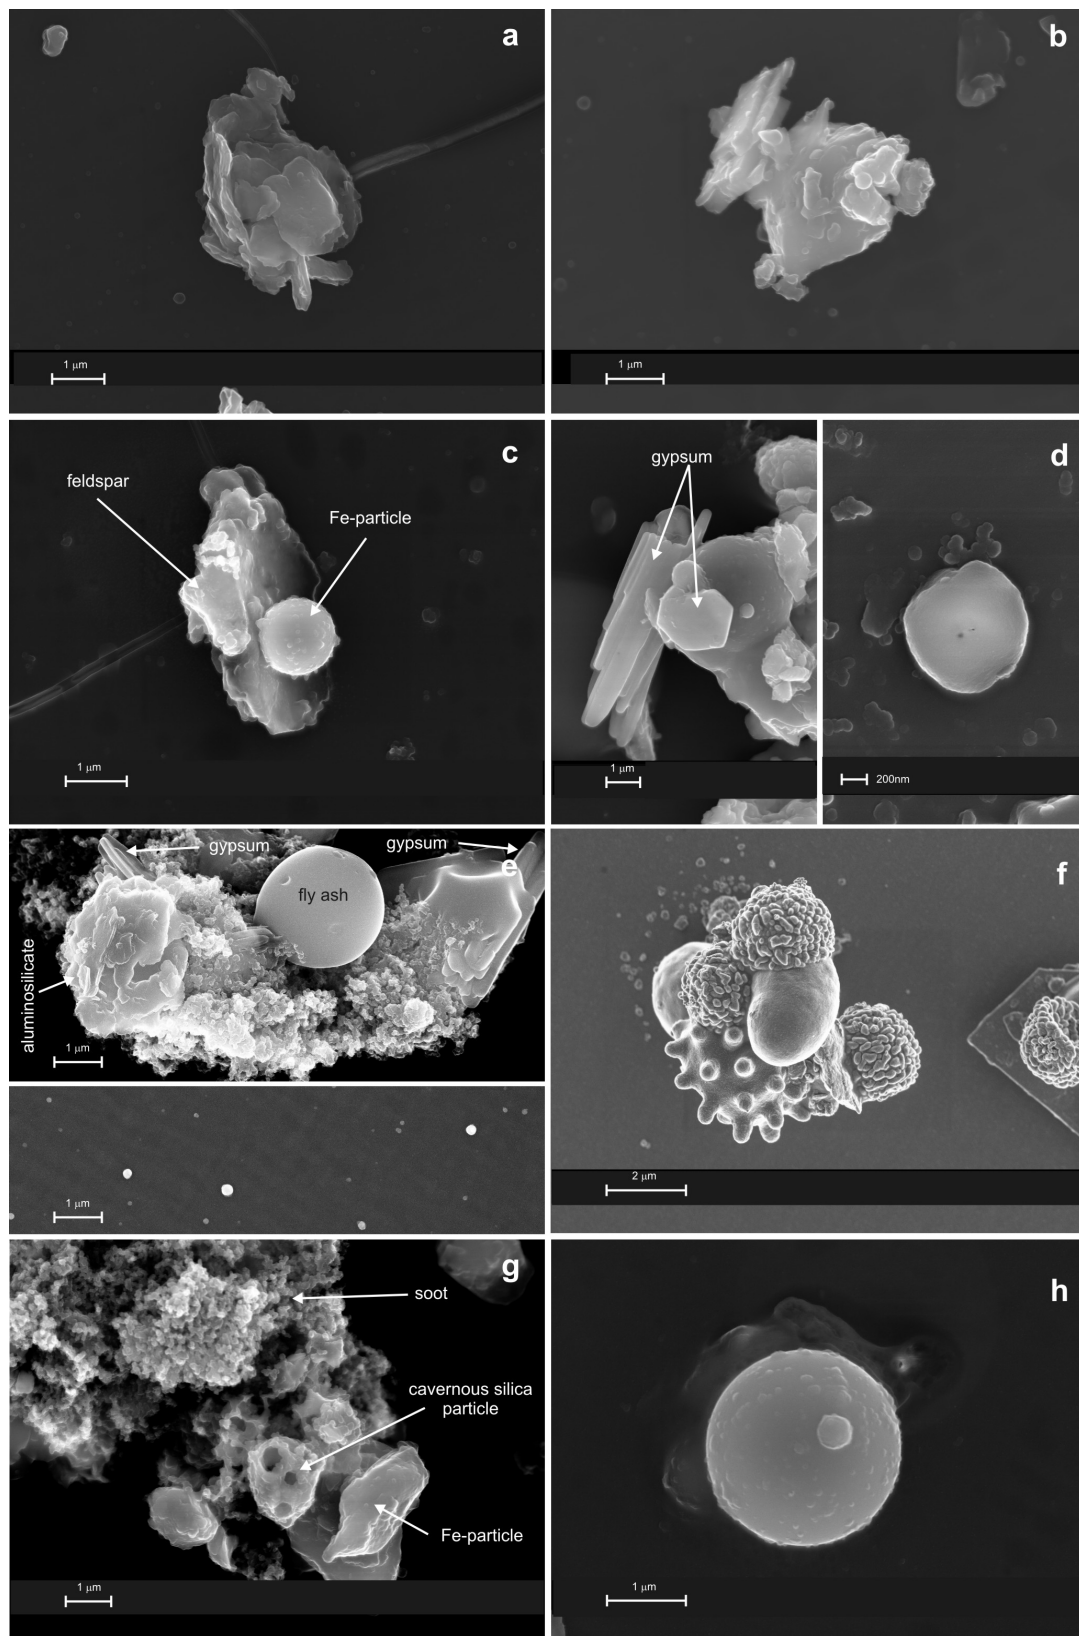 a
b
1 µm
1 µm
c
feldspar
Fe-particle
1 µm
gypsum
d
1 µm
200nm
gypsum
gypsum
e
fly ash
aluminosilicate
1 µm
f
1 µm
2 µm
g
soot
cavernous silica
particle
Fe-particle
1 µm
h
1 µm